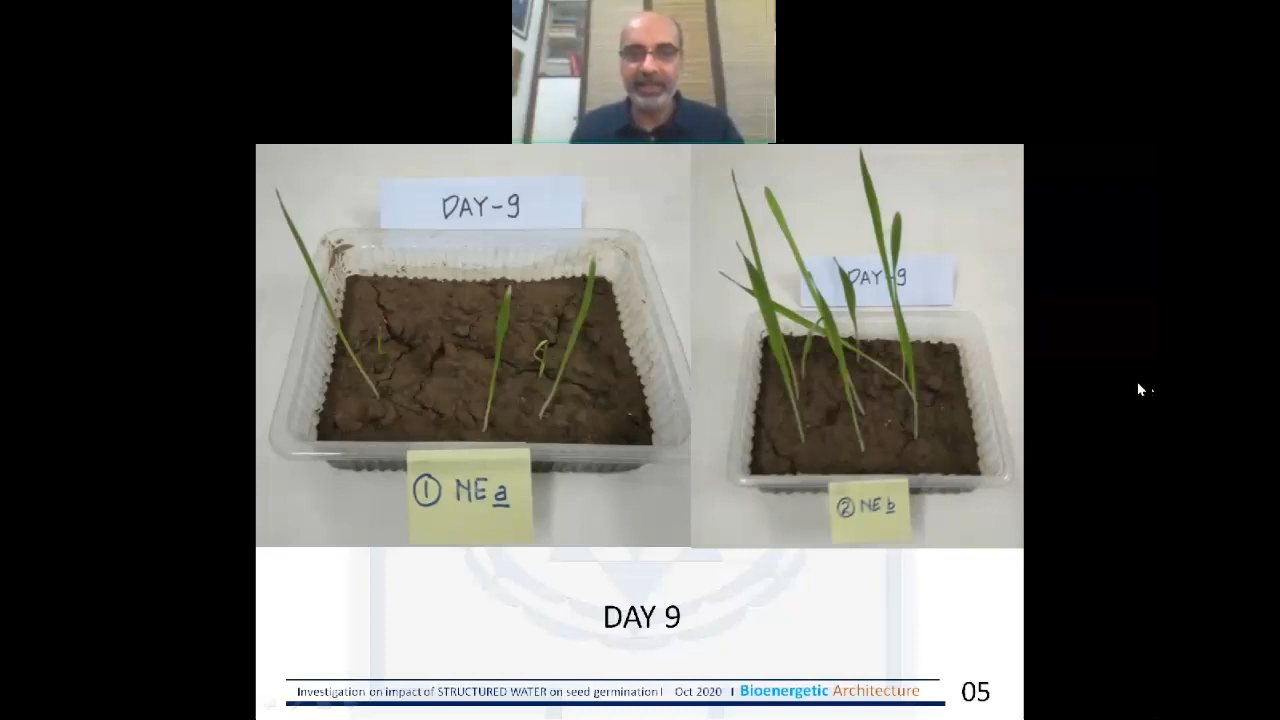 DAY-9
DAY-9
① NE a
② NE b
DAY 9
Investigation on impact of STRUCTURED WATER on seed germination I Oct 2020 I Bioenergetic Architecture
05